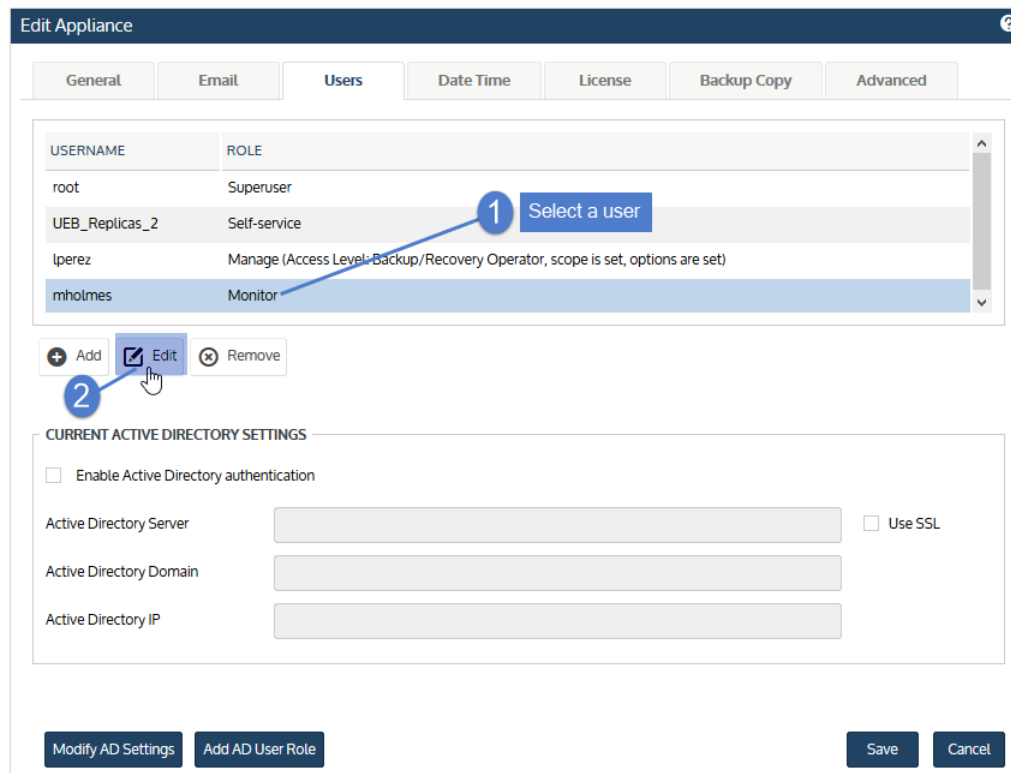 Edit Appliance
?
General Email Users Date Time License Backup Copy Advanced
USERNAME ROLE
root Superuser
1 Select a user
UEB_Replicas_2 Self-service
lperez Manage (Access Level: Backup/Recovery Operator, scope is set, options are set)
mholmes Monitor
Add Edit Remove
2
CURRENT ACTIVE DIRECTORY SETTINGS
Enable Active Directory authentication
Active Directory Server Use SSL
Active Directory Domain
Active Directory IP
Modify AD Settings Add AD User Role Save Cancel